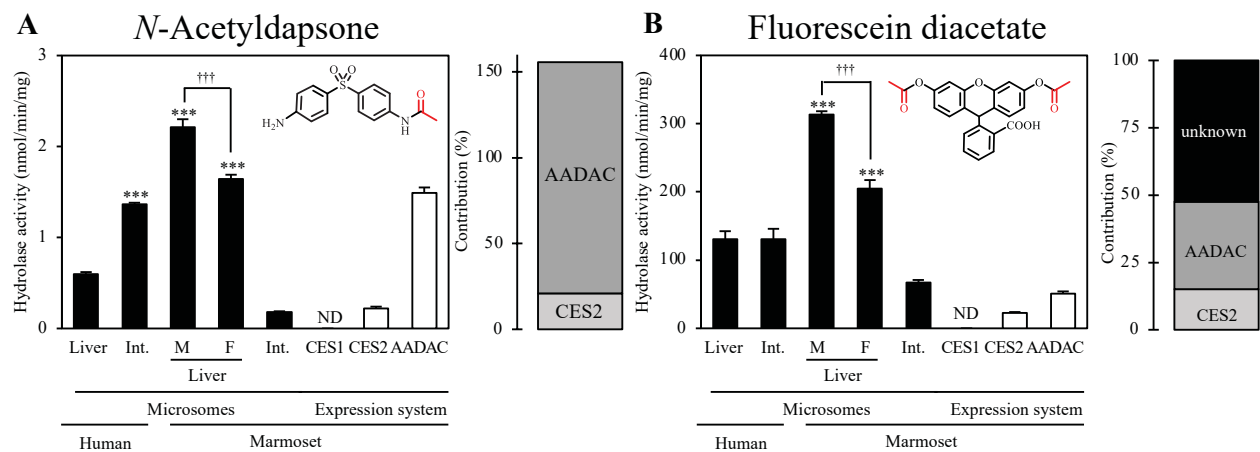 A
N-Acetyldapsone
Hydrolase activity (nmol/min/mg)
3
2
1
0
***
***
***
†††
ND
O
O
S
O
H₂N
N
H
Liver
Int.
M
F
Int.
CES1
CES2
AADAC
Liver
Microsomes
Expression system
Human
Marmoset
Contribution (%)
150
100
50
0
AADAC
CES2
B
Fluorescein diacetate
Hydrolase activity (nmol/min/mg)
400
300
200
100
0
***
***
†††
ND
O
O
O
O
O
COOH
Liver
Int.
M
F
Int.
CES1
CES2
AADAC
Liver
Microsomes
Expression system
Human
Marmoset
Contribution (%)
100
75
50
25
0
unknown
AADAC
CES2